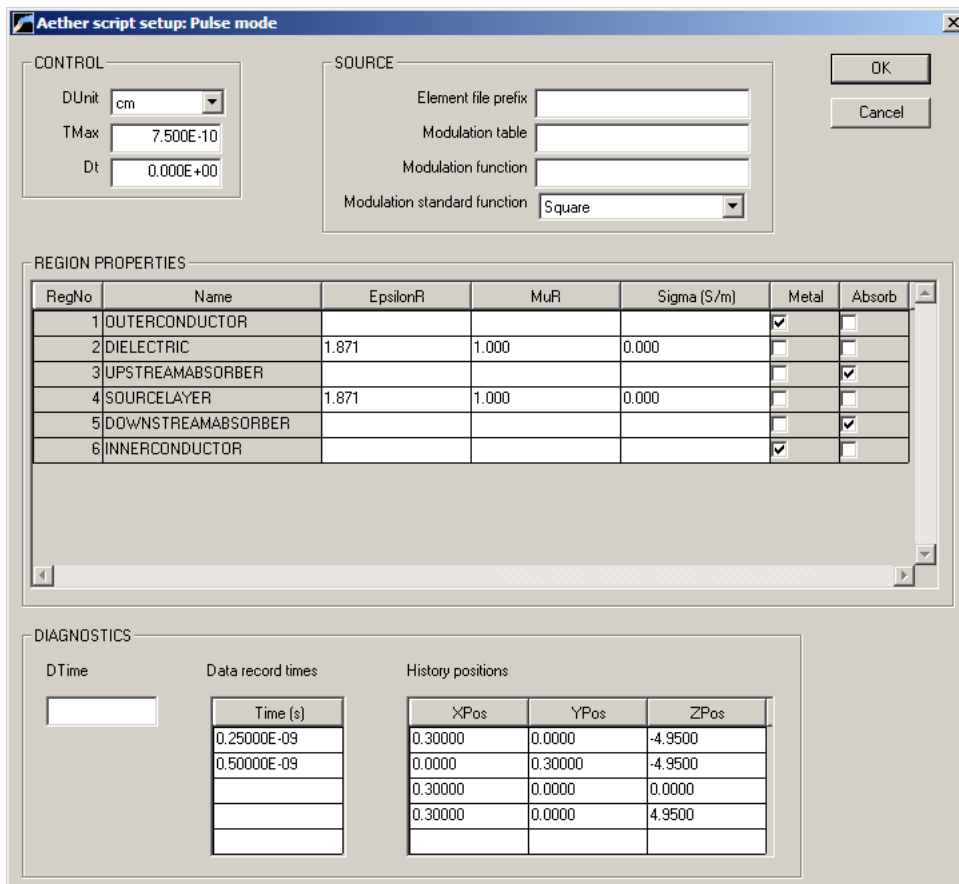 Aether script setup: Pulse mode
CONTROL
DUnit cm
TMax 7.500E-10
Dt 0.000E+00
SOURCE
Element file prefix
Modulation table
Modulation function
Modulation standard function Square
OK
Cancel
REGION PROPERTIES
RegNo Name EpsilonR MuR Sigma (S/m) Metal Absorb
1 OUTERCONDUCTOR
2 DIELECTRIC 1.871 1.000 0.000
3 UPSTREAMABSORBER
4 SOURCELAYER 1.871 1.000 0.000
5 DOWNSTREAMABSORBER
6 INNERCONDUCTOR
DIAGNOSTICS
DTime
Data record times
Time (s)
0.25000E-09
0.50000E-09
History positions
XPos YPos ZPos
0.30000 0.0000 -4.9500
0.0000 0.30000 -4.9500
0.30000 0.0000 0.0000
0.30000 0.0000 4.9500